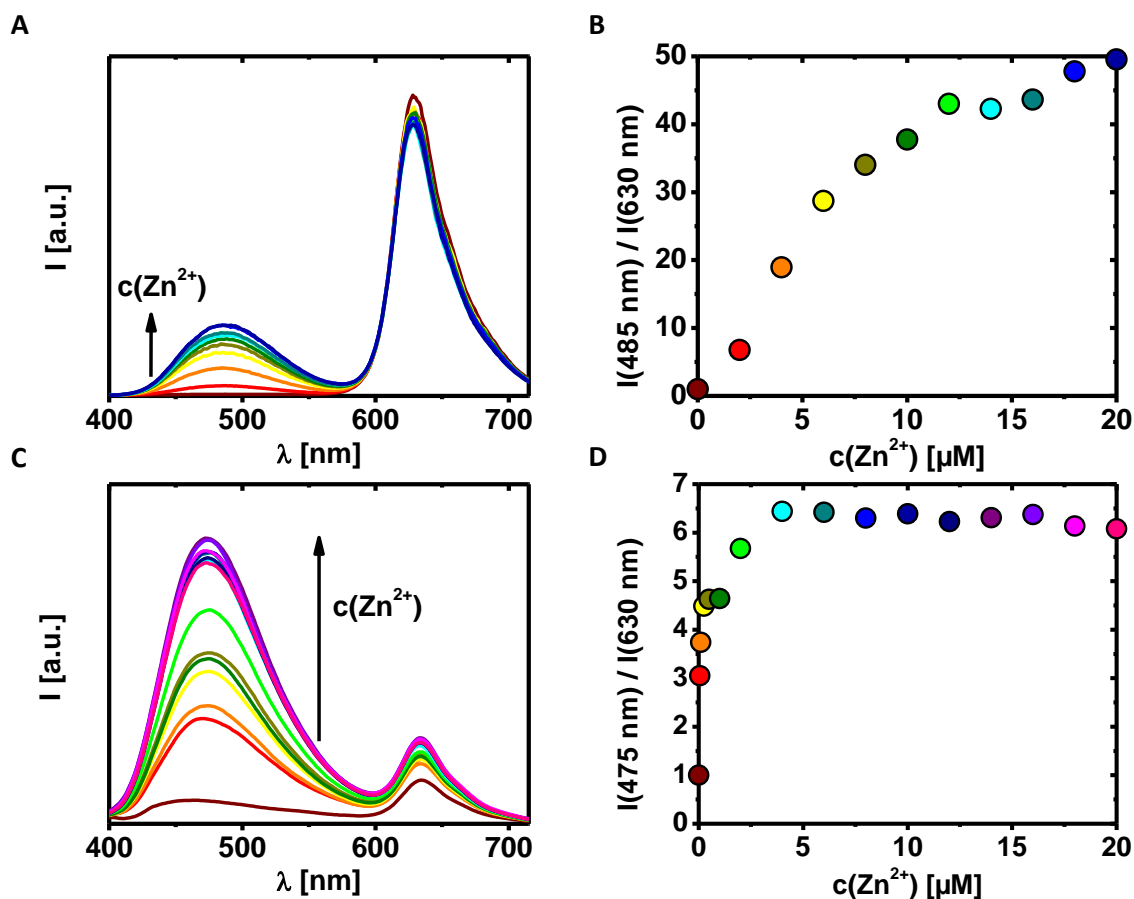 A
I [a.u.]
c(Zn²⁺)
400 500 600 700
λ [nm]
B
I(485 nm) / I(630 nm)
50
40
30
20
10
0
0 5 10 15 20
c(Zn²⁺) [µM]
C
I [a.u.]
c(Zn²⁺)
400 500 600 700
λ [nm]
D
I(475 nm) / I(630 nm)
7
6
5
4
3
2
1
0
0 5 10 15 20
c(Zn²⁺) [µM]